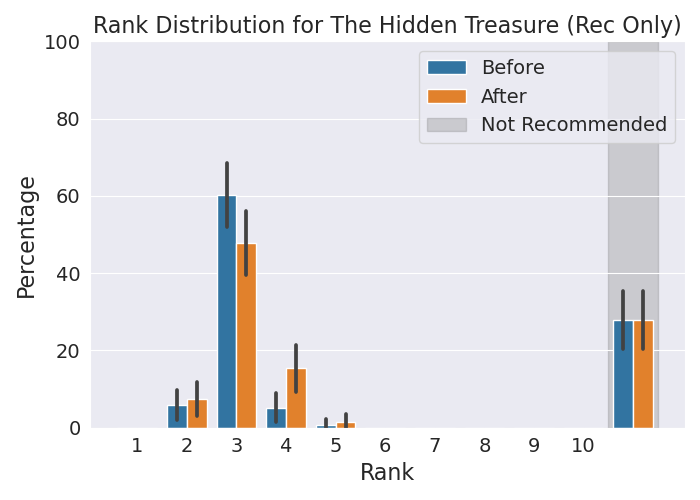 Rank Distribution for The Hidden Treasure (Rec Only)
Before
After
Not Recommended
Percentage
100
80
60
40
20
0
1 2 3 4 5 6 7 8 9 10
Rank